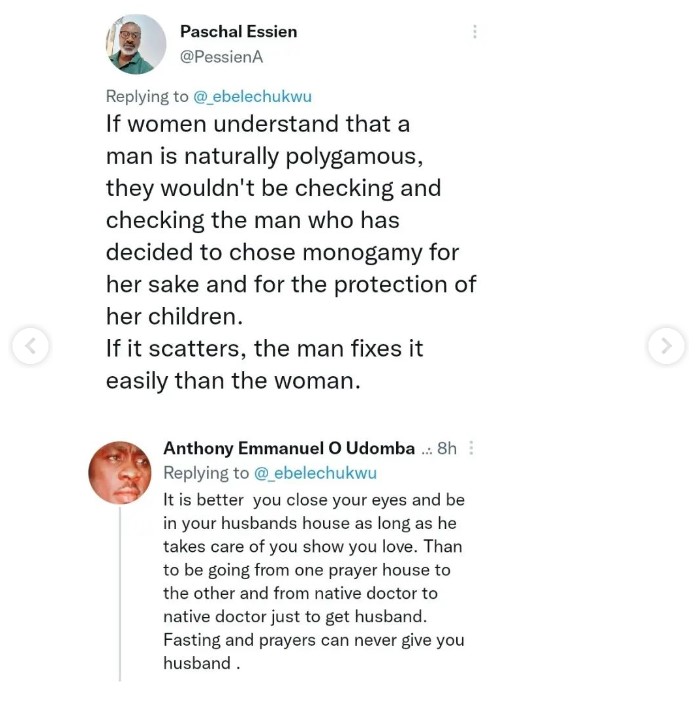 Paschal Essien
@PessienA
Replying to @_ebelechukwu
If women understand that a
man is naturally polygamous,
they wouldn't be checking and
checking the man who has
decided to chose monogamy for
her sake and for the protection of
her children.
If it scatters, the man fixes it
easily than the woman.
Anthony Emmanuel O Udomba ... 8h
Replying to @_ebelechukwu
It is better  you close your eyes and be
in your husbands house as long as he
takes care of you show you love. Than
to be going from one prayer house to
the other and from native doctor to
native doctor just to get husband.
Fasting and prayers can never give you
husband .